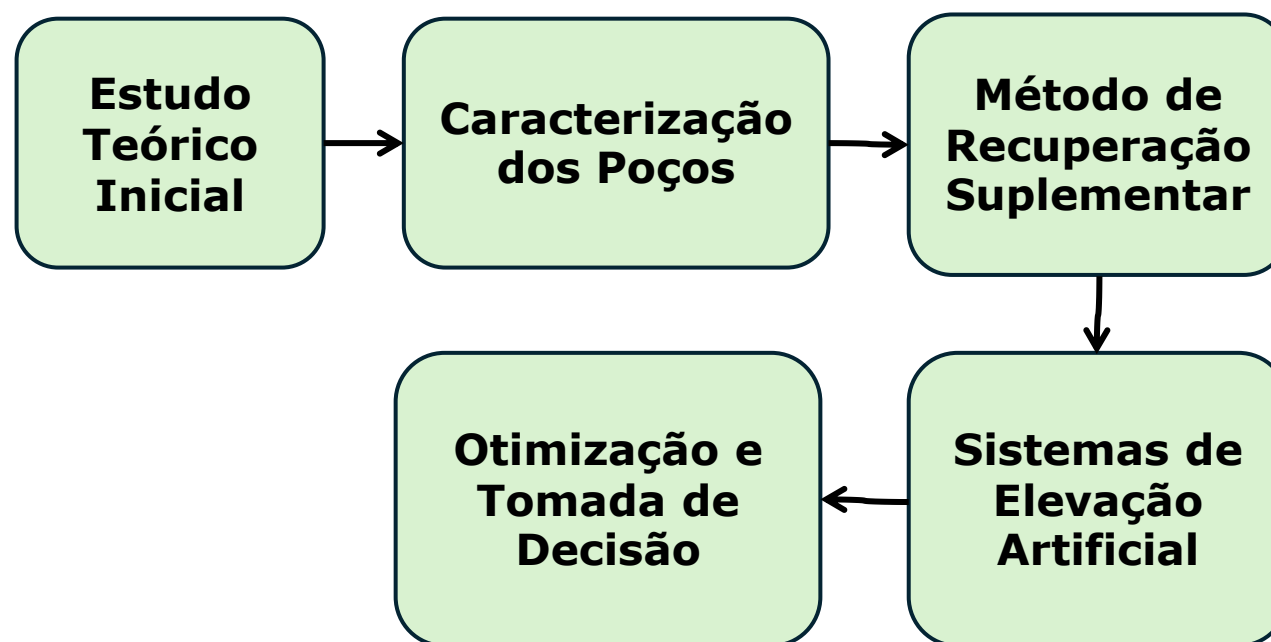 Estudo
Teórico
Inicial
Caracterização
dos Poços
Método de
Recuperação
Suplementar
Sistemas de
Elevação
Artificial
Otimização e
Tomada de
Decisão